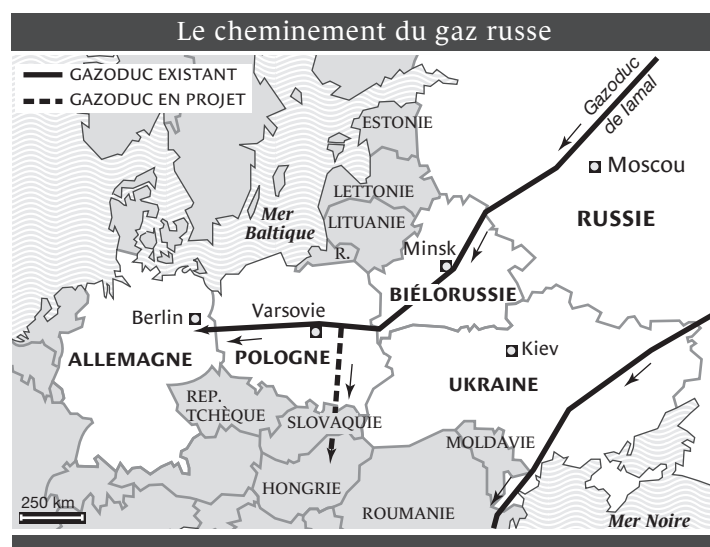 Le cheminement du gaz russe
GAZODUC EXISTANT
GAZODUC EN PROJET
Gazoduc
de Iamal
ESTONIE
Moscou
LETTONIE
RUSSIE
Mer
Baltique
LITUANIE
R.
Minsk
BIÉLORUSSIE
Berlin
Varsovie
Kiev
ALLEMAGNE
POLOGNE
UKRAINE
REP.
TCHÈQUE
SLOVAQUIE
MOLDAVIE
HONGRIE
250 km
ROUMANIE
Mer Noire